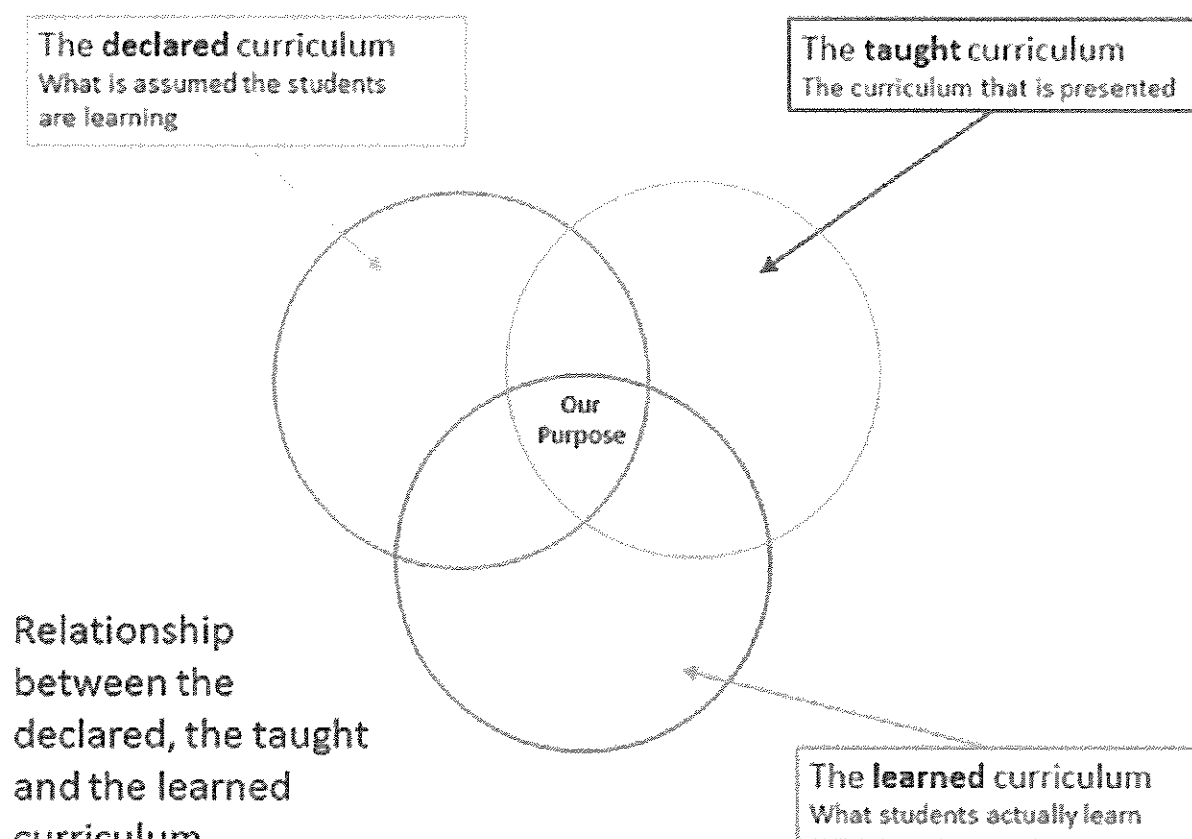 The declared curriculum
What is assumed the students
are learning
The taught curriculum
The curriculum that is presented
Our
Purpose
Relationship
between the
declared, the taught
and the learned
curriculum
The learned curriculum
What students actually learn